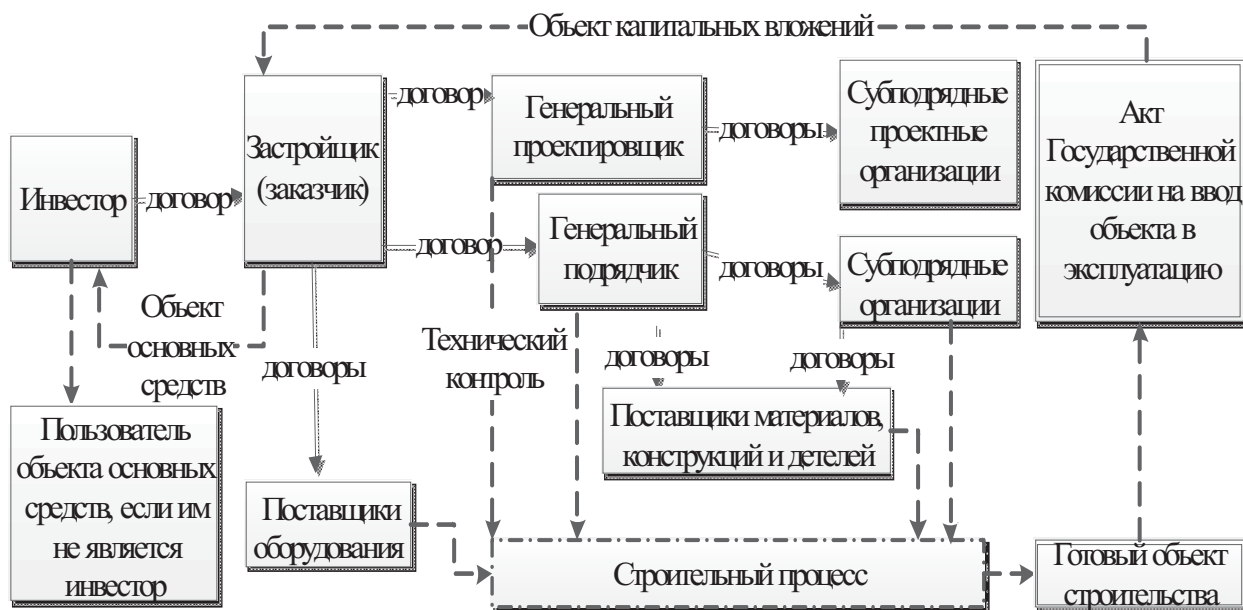 Объект капитальных вложений
Инвестор
договор
Застройщик
(заказчик)
договор
Генеральный
проектировщик
договоры
Субподрядные
проектные
организации
Акт
Государственной
комиссии на ввод
объекта в
эксплуатацию
договор
Генеральный
подрядчик
договоры
Субподрядные
организации
Объект
основных
средств
договоры
Технический
контроль
договоры
договоры
Поставщики материалов,
конструкций и детелей
Пользователь
объекта основных
средств, если им
не является
инвестор
Поставщики
оборудования
Строительный процесс
Готовый объект
строительства